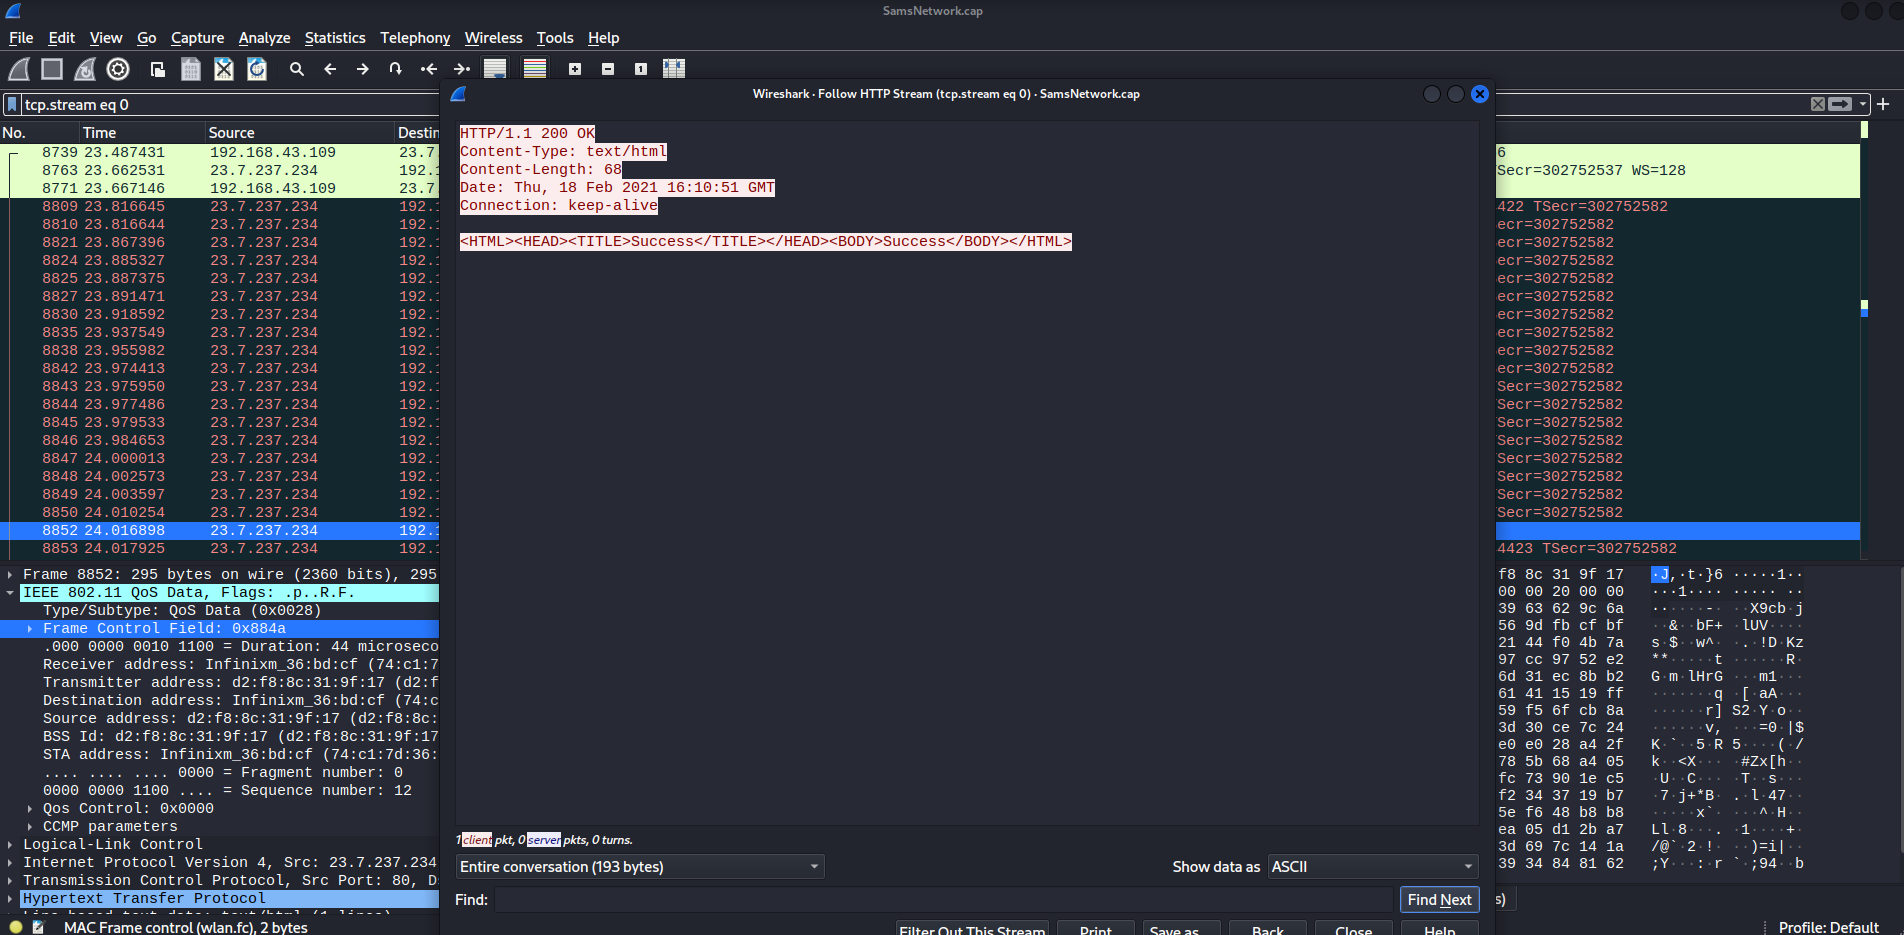 SamsNetwork.cap
File Edit View Go Capture Analyze Statistics Telephony Wireless Tools Help
tcp.stream eq 0
No. Time Source
8739 23.487431 192.168.43.109 23.7
8763 23.662531 23.7.237.234 192.1
8771 23.667146 192.168.43.109 23.7
8809 23.816645 23.7.237.234 192.1
8810 23.816644 23.7.237.234 192.1
8821 23.867396 23.7.237.234 192.1
8824 23.885327 23.7.237.234 192.1
8825 23.887375 23.7.237.234 192.1
8827 23.891471 23.7.237.234 192.1
8830 23.918592 23.7.237.234 192.1
8835 23.937549 23.7.237.234 192.1
8838 23.955982 23.7.237.234 192.1
8842 23.974413 23.7.237.234 192.1
8843 23.975950 23.7.237.234 192.1
8844 23.977486 23.7.237.234 192.1
8845 23.979533 23.7.237.234 192.1
8846 23.984653 23.7.237.234 192.1
8847 24.000013 23.7.237.234 192.1
8848 24.002573 23.7.237.234 192.1
8849 24.003597 23.7.237.234 192.1
8850 24.010254 23.7.237.234 192.1
8852 24.016898 23.7.237.234 192.1
8853 24.017925 23.7.237.234 192.1
Frame 8852: 295 bytes on wire (2360 bits), 295
IEEE 802.11 QoS Data, Flags: .p..R.F.
Type/Subtype: QoS Data (0x0028)
Frame Control Field: 0x884a
.000 0000 0010 1100 = Duration: 44 microseco
Receiver address: Infinixm_36:bd:cf (74:c1:7
Transmitter address: d2:f8:8c:31:9f:17 (d2:f
Destination address: Infinixm_36:bd:cf (74:c
Source address: d2:f8:8c:31:9f:17 (d2:f8:8c:
BSS Id: d2:f8:8c:31:9f:17 (d2:f8:8c:31:9f:17
STA address: Infinixm_36:bd:cf (74:c1:7d:36:
.... .... .... 0000 = Fragment number: 0
0000 0000 1100 .... = Sequence number: 12
Qos Control: 0x0000
CCMP parameters
Logical-Link Control
Internet Protocol Version 4, Src: 23.7.237.234
Transmission Control Protocol, Src Port: 80, D
Hypertext Transfer Protocol
Line-based text data: text/html (1 lines)
MAC Frame control (wlan.fc), 2 bytes
Wireshark · Follow HTTP Stream (tcp.stream eq 0) · SamsNetwork.cap
HTTP/1.1 200 OK
Content-Type: text/html
Content-Length: 68
Date: Thu, 18 Feb 2021 16:10:51 GMT
Connection: keep-alive
<HTML><HEAD><TITLE>Success</TITLE></HEAD><BODY>Success</BODY></HTML>
1 client pkt, 0 server pkts, 0 turns.
Entire conversation (193 bytes)
Show data as ASCII
Find:
Find Next
Filter Out This Stream Print Save as… Back Close Help
6
Secr=302752537 WS=128
422 TSecr=302752582
ecr=302752582
ecr=302752582
ecr=302752582
ecr=302752582
ecr=302752582
ecr=302752582
ecr=302752582
ecr=302752582
ecr=302752582
Secr=302752582
Secr=302752582
Secr=302752582
Secr=302752582
Secr=302752582
Secr=302752582
Secr=302752582
Secr=302752582
4423 TSecr=302752582
f8 8c 31 9f 17 ·J,·t·}6 ·····1··
00 00 20 00 00 ···1···· ········
39 63 62 9c 6a
56 9d fb cf bf
21 44 f0 4b 7a
97 cc 97 52 e2
6d 31 ec 8b b2
61 41 15 19 ff
59 f5 6f cb 8a
3d 30 ce 7c 24
e0 e0 28 a4 2f
78 5b 68 a4 05
fc 73 90 1e c5
f2 34 37 19 b7
5e f6 48 b8 b8
ea 05 d1 2b a7
3d 69 7c 14 1a
39 34 84 81 62
s)
Profile: Default